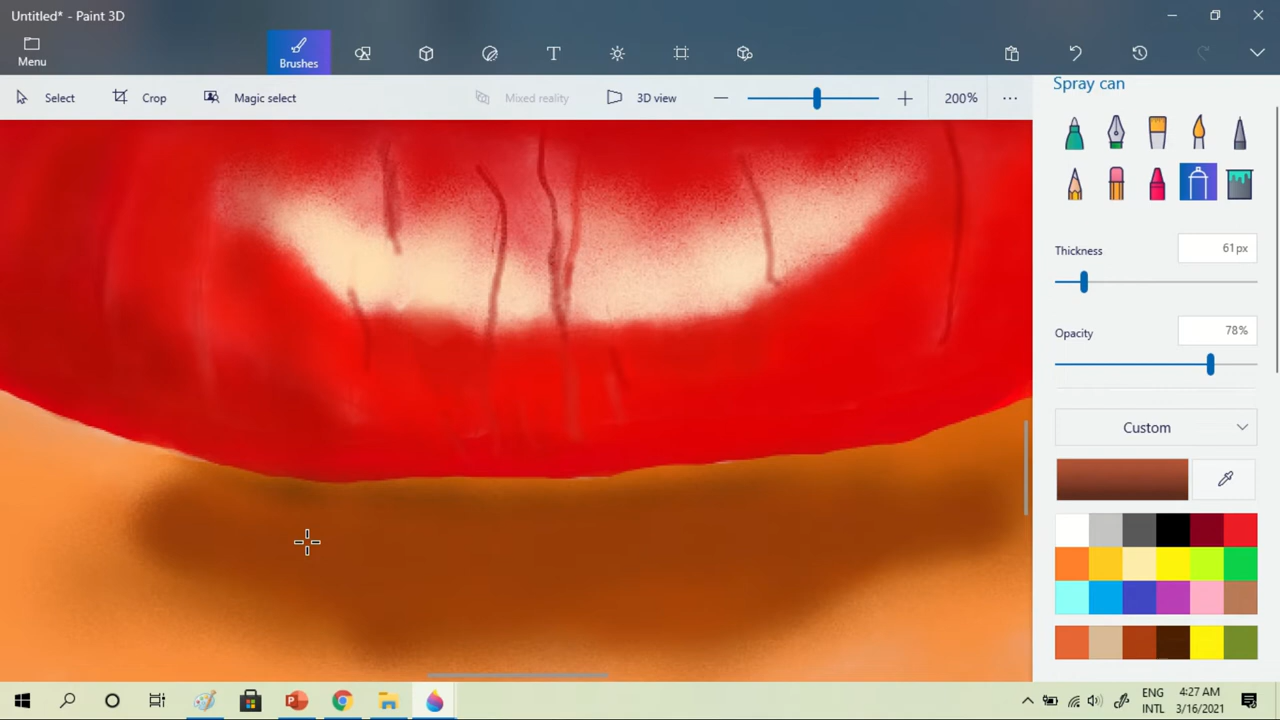 Untitled* - Paint 3D
Menu
Brushes
Select
Crop
Magic select
Mixed reality
3D view
200%
Spray can
Thickness
61px
Opacity
78%
Custom
ENG
INTL
4:27 AM
3/16/2021